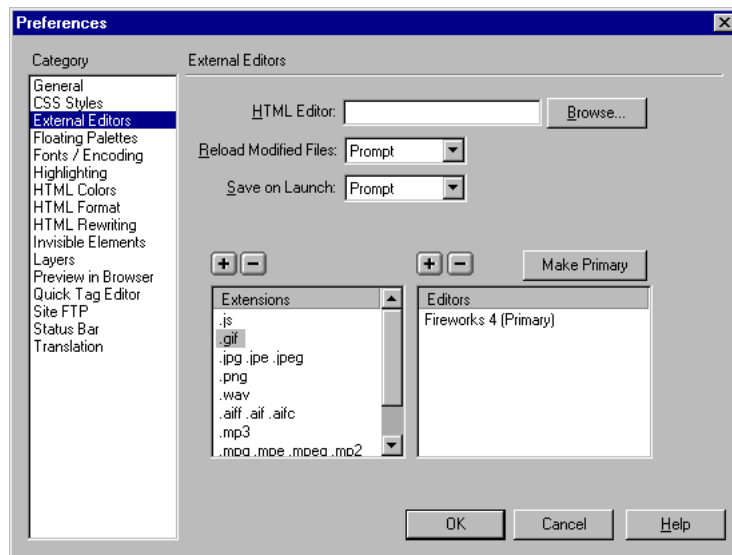 Preferences
Category
External Editors
General
CSS Styles
External Editors
Floating Palettes
Fonts / Encoding
Highlighting
HTML Colors
HTML Format
HTML Rewriting
Invisible Elements
Layers
Preview in Browser
Quick Tag Editor
Site FTP
Status Bar
Translation
HTML Editor:
Browse...
Reload Modified Files: Prompt
Save on Launch: Prompt
Make Primary
Extensions
.js
.gif
.jpg .jpe .jpeg
.png
.wav
.aiff .aif .aifc
.mp3
.mpg .mpe .mpeg .mp2
Editors
Fireworks 4 (Primary)
OK
Cancel
Help